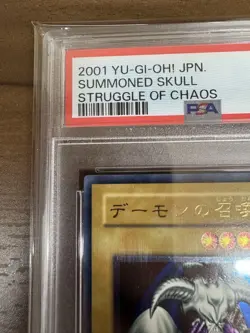 2001 YU-GI-OH! JPN.
SUMMONED SKULL
STRUGGLE OF CHAOS
PSA
デーモンの召喚